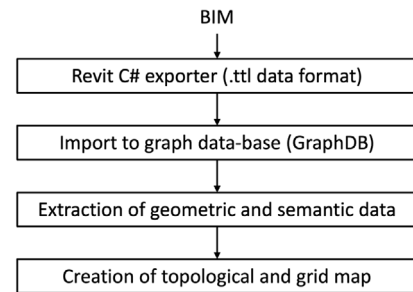 BIM
Revit C# exporter (.ttl data format)
Import to graph data-base (GraphDB)
Extraction of geometric and semantic data
Creation of topological and grid map